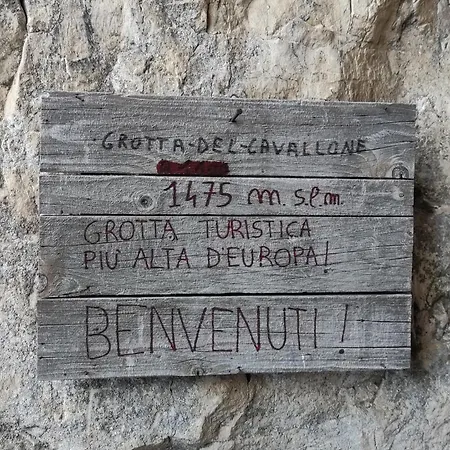 GROTTA-DEL-CAVALLONE
1475 m.s.l.m.
GROTTA TURISTICA
PIU' ALTA D'EUROPA!
BENVENUTI!